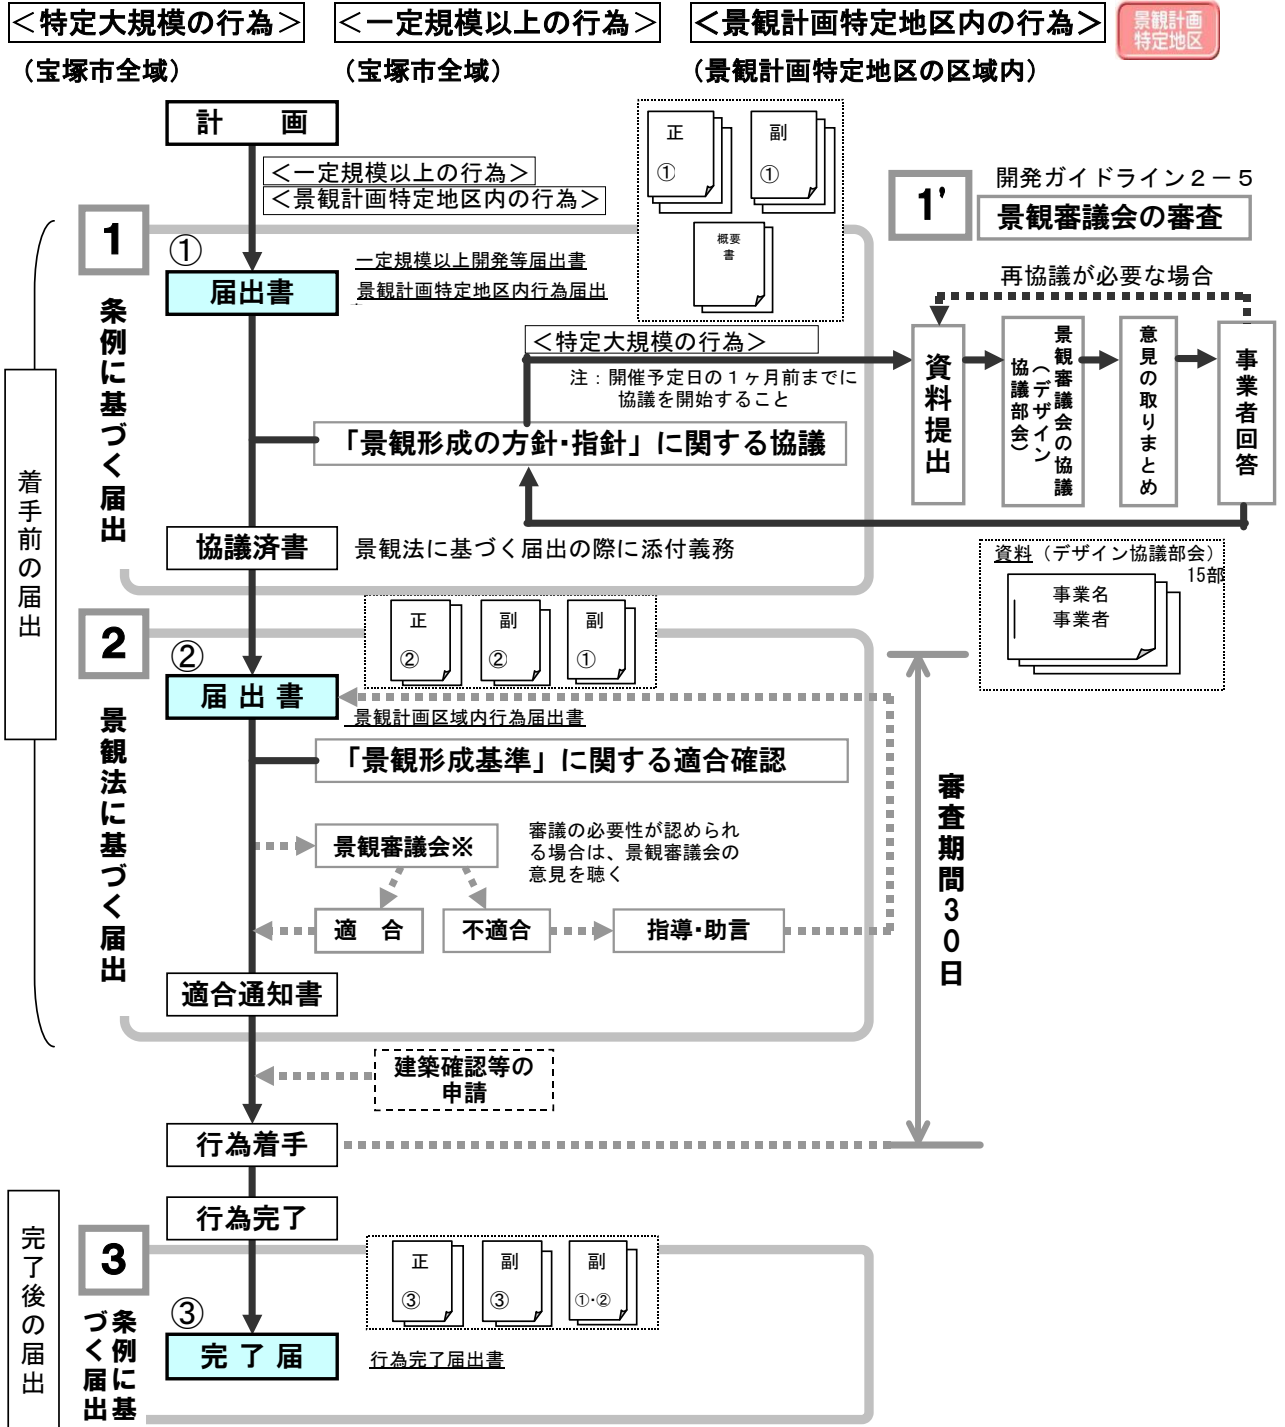 ＜特定大規模の行為＞
＜一定規模以上の行為＞
＜景観計画特定地区内の行為＞
景観計画
特定地区
（宝塚市全域）
（宝塚市全域）
（景観計画特定地区の区域内）
計　　画
＜一定規模以上の行為＞
＜景観計画特定地区内の行為＞
正
①
副
①
概要
書
1'
開発ガイドライン２－５
景観審議会の審査
着手前の届出
1
条例に基づく届出
①
届出書
一定規模以上開発等届出書
景観計画特定地区内行為届出
再協議が必要な場合
＜特定大規模の行為＞
注：開催予定日の１ヶ月前までに
協議を開始すること
資料提出
景観審議会の協議
（デザイン
協議部会）
意見の取りまとめ
事業者回答
「景観形成の方針・指針」に関する協議
協議済書
景観法に基づく届出の際に添付義務
資料（デザイン協議部会）
15部
事業名
事業者
2
景観法に基づく届出
②
届 出 書
正
②
副
②
副
①
景観計画区域内行為届出書
「景観形成基準」に関する適合確認
景観審議会※
審議の必要性が認められ
る場合は、景観審議会の
意見を聴く
適　合
不適合
指導・助言
審査期間３０日
適合通知書
建築確認等の
申請
行為着手
行為完了
完了後の届出
3
条例に基
づく届出
③
完 了 届
正
③
副
③
副
①・②
行為完了届出書